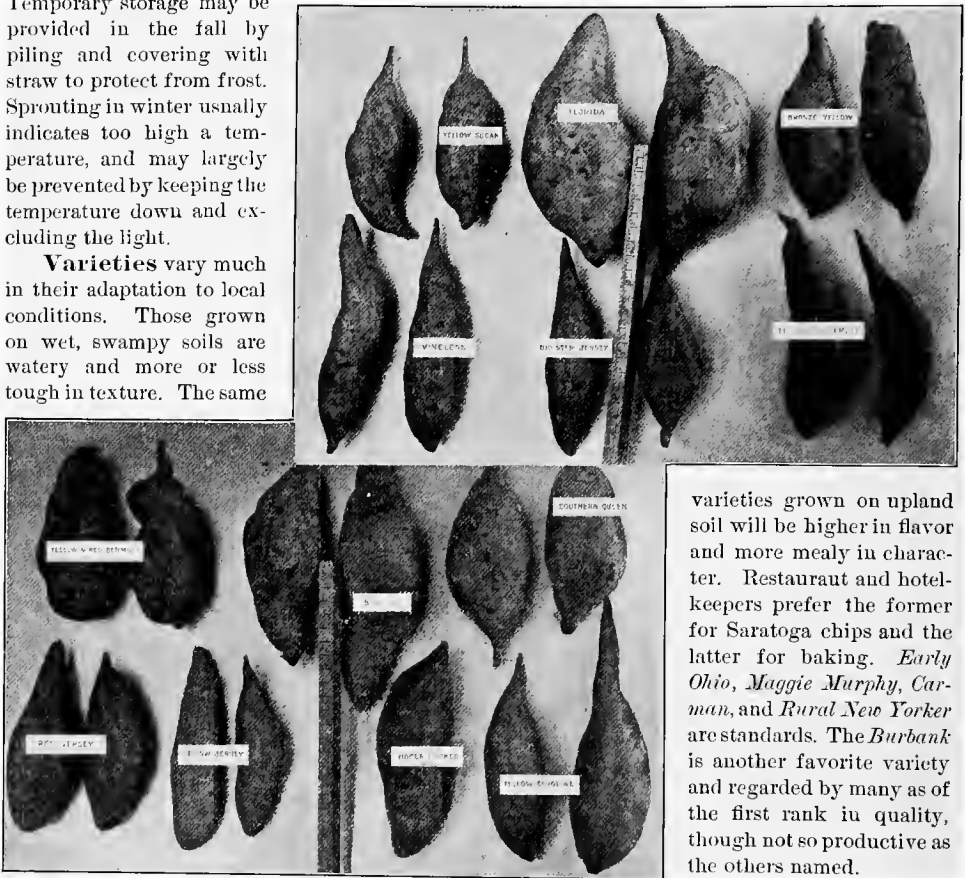 Temporary storage may be
provided in the fall by
piling and covering with
straw to protect from frost.
Sprouting in winter usually
indicates too high a tem-
perature, and may largely
be prevented by keeping the
temperature down and ex-
cluding the light.
Varieties vary much
in their adaptation to local
conditions. Those grown
on wet, swampy soils are
watery and more or less
tough in texture. The same
YELLOW SUGAR
FLORIDA
BRONZE YELLOW
VINELESS
BIG STEM JERSEY
SOUTHERN QUEEN
RED JERSEY
JERSEY
varieties grown on upland
soil will be higher in flavor
and more mealy in charac-
ter. Restaurant and hotel-
keepers prefer the former
for Saratoga chips and the
latter for baking. Early
Ohio, Maggie Murphy, Car-
man, and Rural New Yorker
are standards. The Burbank
is another favorite variety
and regarded by many as of
the first rank in quality,
though not so productive as
the others named.